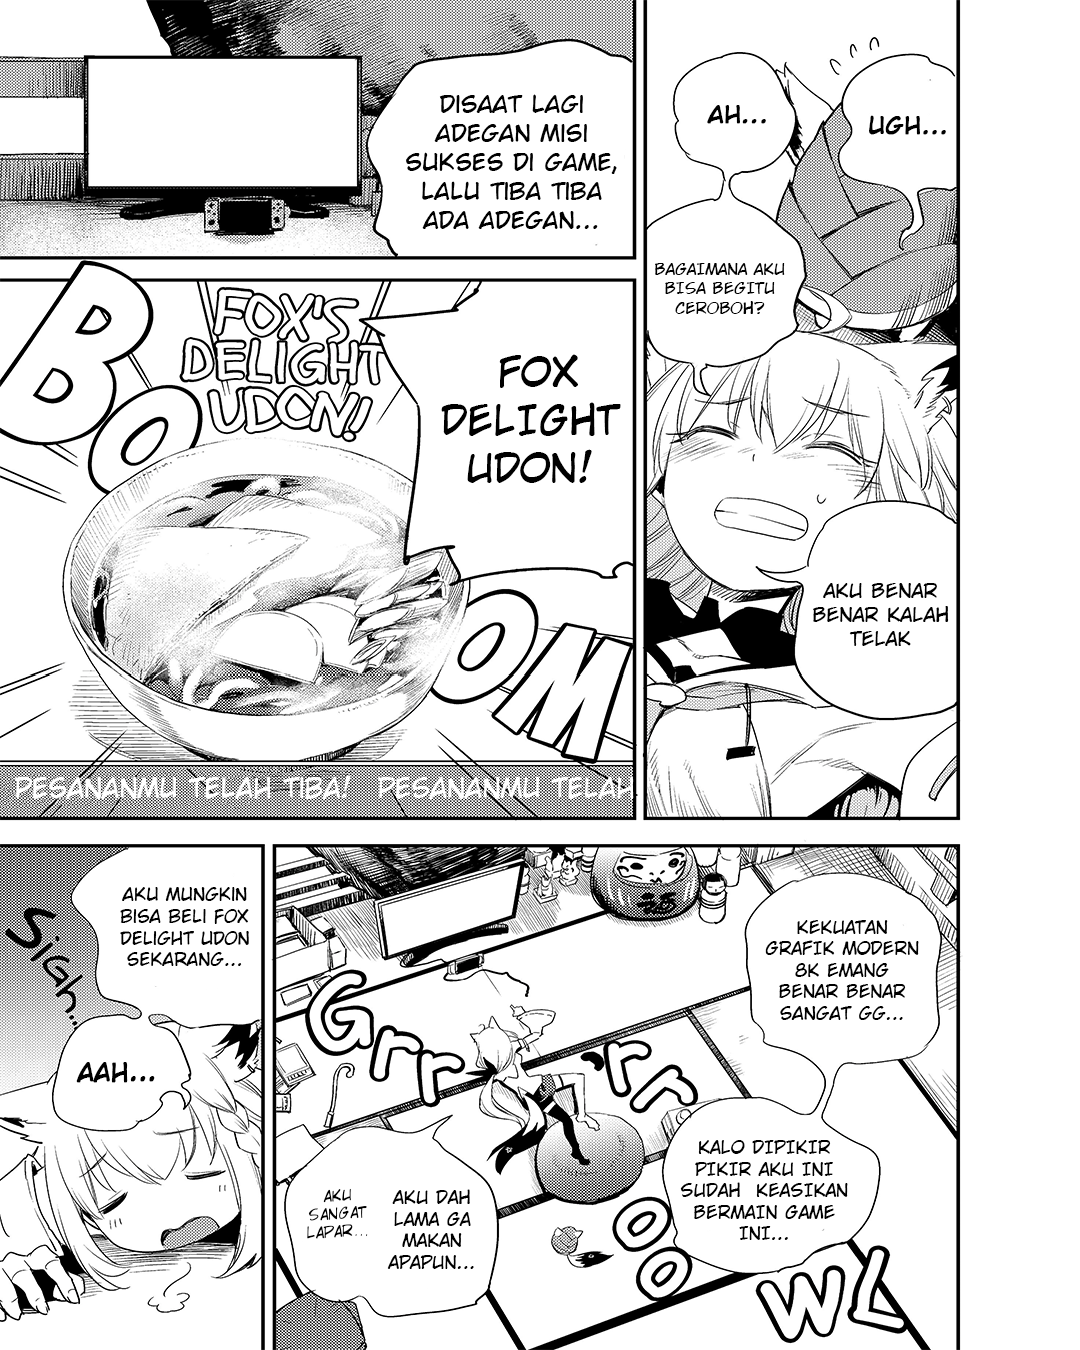 UGH...
AH...
BAGAIMANA AKU
BISA BEGITU
CEROBOH?
AKU BENAR
BENAR KALAH
TELAK
DISAAT LAGI
ADEGAN MISI
SUKSES DI GAME,
LALU TIBA TIBA
ADA ADEGAN...
FOX
DELIGHT
UDON!
FOX'S
DELIGHT
UDON!
BOOM
PESANANMU TELAH TIBA! PESANANMU TELAH
KEKUATAN
GRAFIK MODERN
8K EMANG
BENAR BENAR
SANGAT GG...
KALO DIPIKIR
PIKIR AKU INI
SUDAH KEASIKAN
BERMAIN GAME
INI...
Grrr
rr
OO
WL
AKU DAH
LAMA GA
MAKAN
APAPUN...
AKU
SANGAT
LAPAR...
AKU MUNGKIN
BISA BELI FOX
DELIGHT UDON
SEKARANG...
Sigh...
AAH...